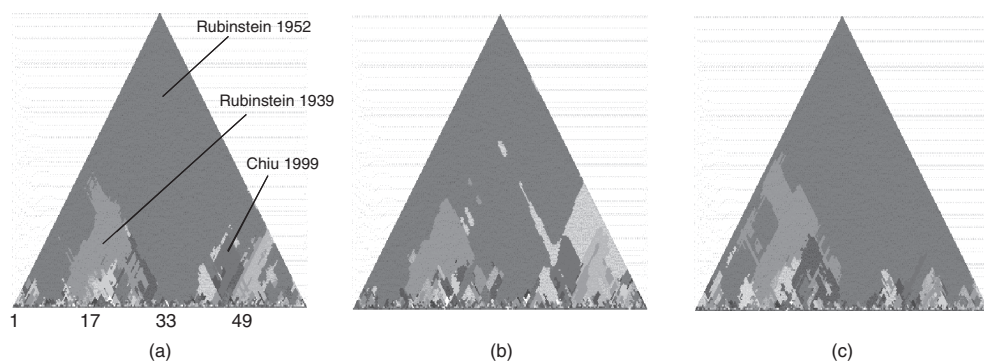 Rubinstein 1952
Rubinstein 1939
Chiu 1999
1 17 33 49
(a) (b) (c)